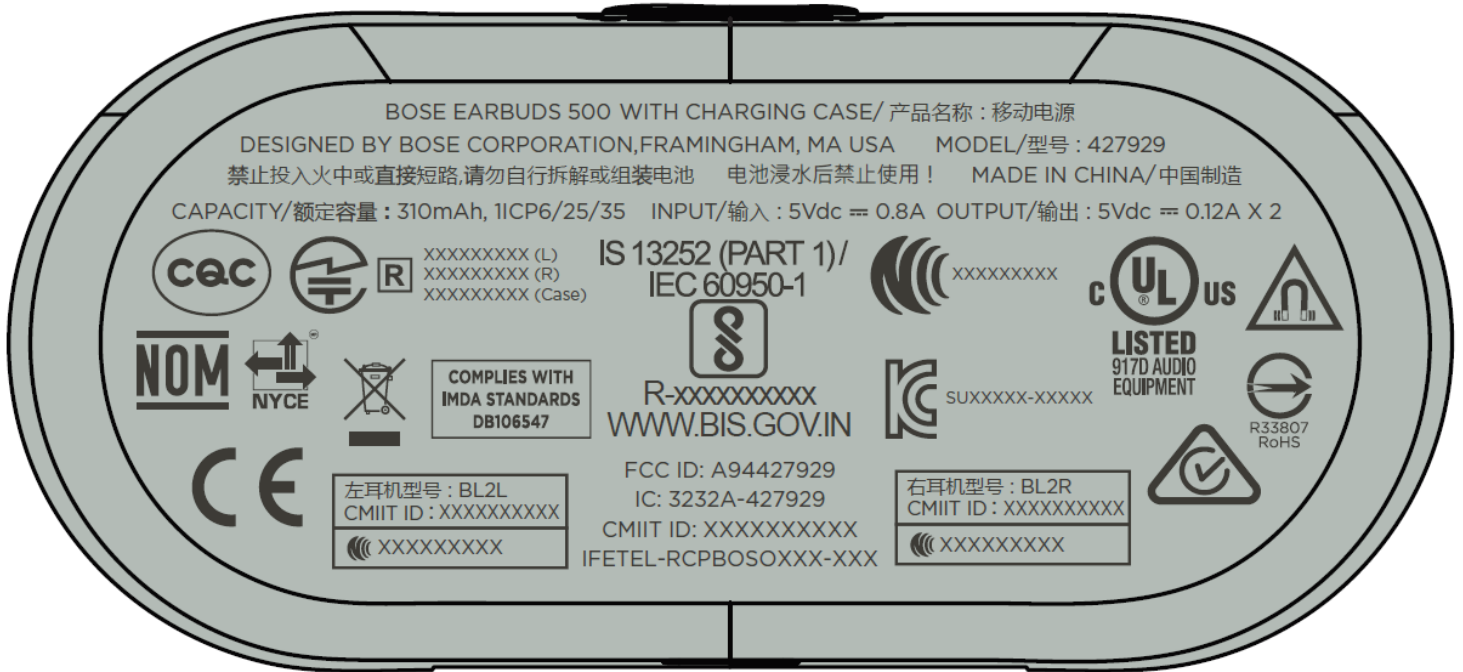 BOSE EARBUDS 500 WITH CHARGING CASE/ 产品名称 : 移动电源
DESIGNED BY BOSE CORPORATION,FRAMINGHAM, MA USA MODEL/型号 : 427929
禁止投入火中或直接短路,请勿自行拆解或组装电池 电池浸水后禁止使用！ MADE IN CHINA/中国制造
CAPACITY/额定容量 : 310mAh, 1ICP6/25/35 INPUT/输入 : 5Vdc ⎓ 0.8A OUTPUT/输出 : 5Vdc ⎓ 0.12A X 2
CQC
R
XXXXXXXXX (L)
XXXXXXXXX (R)
XXXXXXXXX (Case)
IS 13252 (PART 1)/
IEC 60950-1
R-xxxxxxxxxx
WWW.BIS.GOV.IN
XXXXXXXXX
C UL® US
LISTED
917D AUDIO
EQUIPMENT
NOM
NYCE
COMPLIES WITH
IMDA STANDARDS
DB106547
SUXXXXX-XXXXX
R33807
RoHS
CE
左耳机型号 : BL2L
CMIIT ID : XXXXXXXXXX
XXXXXXXXX
FCC ID: A94427929
IC: 3232A-427929
CMIIT ID: XXXXXXXXXX
IFETEL-RCPBOSOXXX-XXX
右耳机型号 : BL2R
CMIIT ID : XXXXXXXXXX
XXXXXXXXX